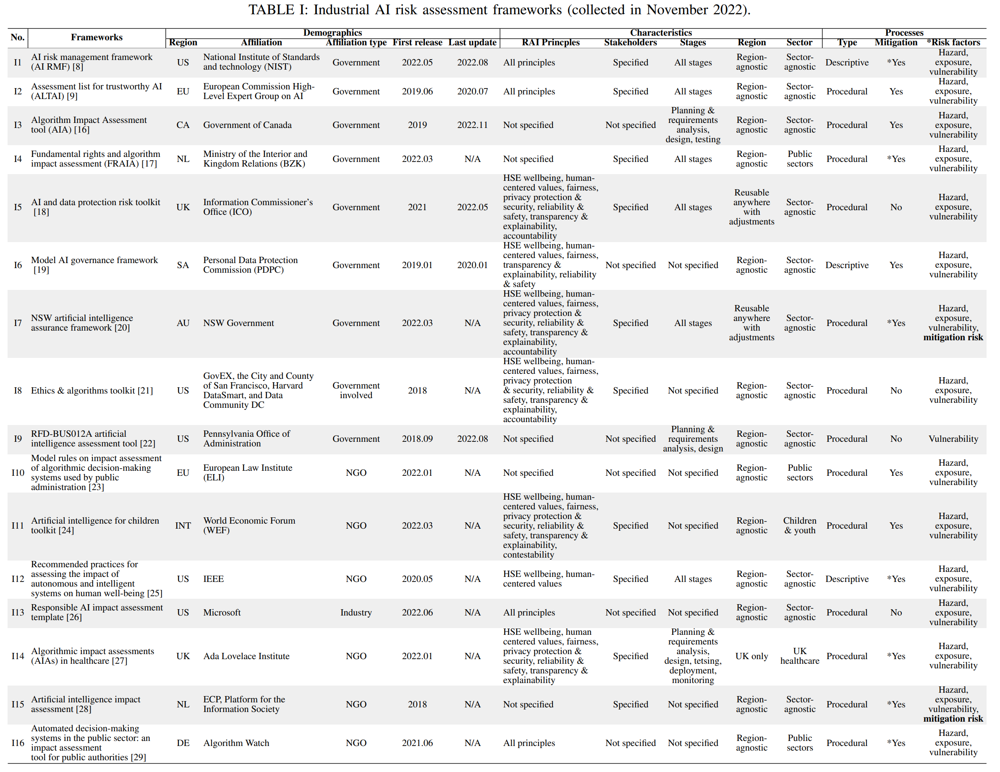 TABLE I: Industrial AI risk assessment frameworks (collected in November 2022).
No. Frameworks Demographics Characteristics Processes
Region Affiliation Affiliation type First release Last update RAI Princples Stakeholders Stages Region Sector Type Mitigation *Risk factors
I1
AI risk management framework
(AI RMF) [8]
US
National Institute of Standards
and technology (NIST)
Government
2022.05
2022.08
All principles
Specified
All stages
Region-
agnostic
Sector-
agnostic
Descriptive
*Yes
Hazard,
exposure,
vulnerability
I2
Assessment list for trustworthy AI
(ALTAI) [9]
EU
European Commission High-
Level Expert Group on AI
Government
2019.06
2020.07
All principles
Specified
All stages
Region-
agnostic
Sector-
agnostic
Procedural
Yes
Hazard,
exposure,
vulnerability
I3
Algorithm Impact Assessment
tool (AIA) [16]
CA
Government of Canada
Government
2019
2022.11
Not specified
Not specified
Planning &
requirements
analysis,
design, testing
Region-
agnostic
Sector-
agnostic
Procedural
Yes
Hazard,
exposure,
vulnerability
I4
Fundamental rights and algorithm
impact assessment (FRAIA) [17]
NL
Ministry of the Interior and
Kingdom Relations (BZK)
Government
2022.03
N/A
Not specified
Specified
All stages
Region-
agnostic
Public
sectors
Procedural
*Yes
Hazard,
exposure,
vulnerability
I5
AI and data protection risk toolkit
[18]
UK
Information Commissioner’s
Office (ICO)
Government
2021
2022.05
HSE wellbeing, human-
centered values, fairness,
privacy protection &
security, reliability &
safety, transparency &
explainability,
accountability
Specified
All stages
Reusable
anywhere
with
adjustments
Sector-
agnostic
Procedural
No
Hazard,
exposure,
vulnerability
I6
Model AI governance framework
[19]
SA
Personal Data Protection
Commission (PDPC)
Government
2019.01
2020.01
HSE wellbeing, human-
centered values, fairness,
transparency &
explainability, reliability
& safety
Not specified
Not specified
Region-
agnostic
Sector-
agnostic
Descriptive
Yes
Hazard,
exposure,
vulnerability
I7
NSW artificial intelligence
assurance framework [20]
AU
NSW Government
Government
2022.03
N/A
HSE wellbeing, human-
centered values, fairness,
privacy protection &
security, reliability &
safety, transparency &
explainability,
accountability
Specified
All stages
Reusable
anywhere
with
adjustments
Sector-
agnostic
Procedural
*Yes
Hazard,
exposure,
vulnerability,
mitigation risk
I8
Ethics & algorithms toolkit [21]
US
GovEX, the City and County
of San Francisco, Harvard
DataSmart, and Data
Community DC
Government
involved
2018
N/A
HSE wellbeing, human-
centered values, fairness,
privacy protection
& security, reliability &
safety, transparency &
explainability,
accountability
Specified
Not specified
Region-
agnostic
Sector-
agnostic
Procedural
No
Hazard,
exposure,
vulnerability
I9
RFD-BUS012A artificial
intelligence assessment tool [22]
US
Pennsylvania Office of
Administration
Government
2018.09
2022.08
Not specified
Not specified
Planning &
requirements
analysis, design
Region-
agnostic
Sector-
agnostic
Procedural
No
Vulnerability
I10
Model rules on impact assessment
of algorithmic decision-making
systems used by public
administration [23]
EU
European Law Institute
(ELI)
NGO
2022.01
N/A
Not specified
Not specified
Not specified
Region-
agnostic
Public
sectors
Procedural
Yes
Hazard,
exposure,
vulnerability
I11
Artificial intelligence for children
toolkit [24]
INT
World Economic Forum
(WEF)
NGO
2022.03
N/A
HSE wellbeing, human-
centered values, fairness,
privacy protection &
security, reliability &
safety, transparency &
explainability,
contestability
Specified
Not specified
Region-
agnostic
Children
& youth
Procedural
Yes
Hazard,
exposure,
vulnerability
I12
Recommended practices for
assessing the impact of
autonomous and intelligent
systems on human well-being [25]
US
IEEE
NGO
2020.05
N/A
HSE wellbeing, human-
centered values
Specified
All stages
Region-
agnostic
Sector-
agnostic
Descriptive
*Yes
Hazard,
exposure,
vulnerability
I13
Responsible AI impact assessment
template [26]
US
Microsoft
Industry
2022.06
N/A
All principles
Not specified
Not specified
Region-
agnostic
Sector-
agnostic
Procedural
No
Hazard,
exposure,
vulnerability
I14
Algorithmic impact assessments
(AIAs) in healthcare [27]
UK
Ada Lovelace Institute
NGO
2022.01
N/A
HSE wellbeing, human
centered values, fairness,
privacy protection &
security, reliability &
safety, transparency &
explainability
Specified
Planning &
requirements
analysis,
design, tetsing,
deployment,
monitoring
UK only
UK
healthcare
Procedural
*Yes
Hazard,
exposure,
vulnerability
I15
Artificial intelligence impact
assessment [28]
NL
ECP, Platform for the
Information Society
NGO
2018
N/A
Not specified
Specified
Not specified
Region-
agnostic
Sector-
agnostic
Procedural
*Yes
Hazard,
exposure,
vulnerability,
mitigation risk
I16
Automated decision-making
systems in the public sector: an
impact assessment
tool for public authorities [29]
DE
Algorithm Watch
NGO
2021.06
N/A
All principles
Not specified
Not specified
Region-
agnostic
Public
sectors
Procedural
*Yes
Hazard,
exposure,
vulnerability